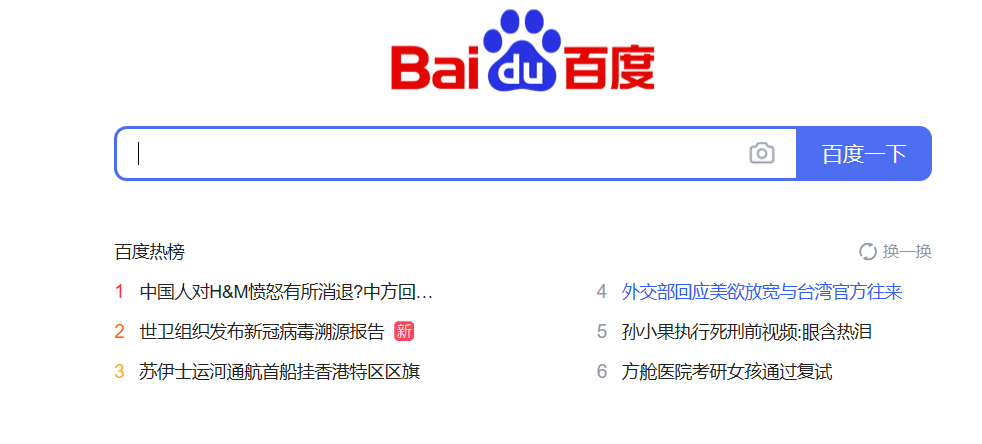 Bai du 百度
百度一下
百度热榜
换一换
1 中国人对H&M愤怒有所消退?中方回…
2 世卫组织发布新冠病毒溯源报告 新
3 苏伊士运河通航首船挂香港特区区旗
4 外交部回应美欲放宽与台湾官方往来
5 孙小果执行死刑前视频:眼含热泪
6 方舱医院考研女孩通过复试